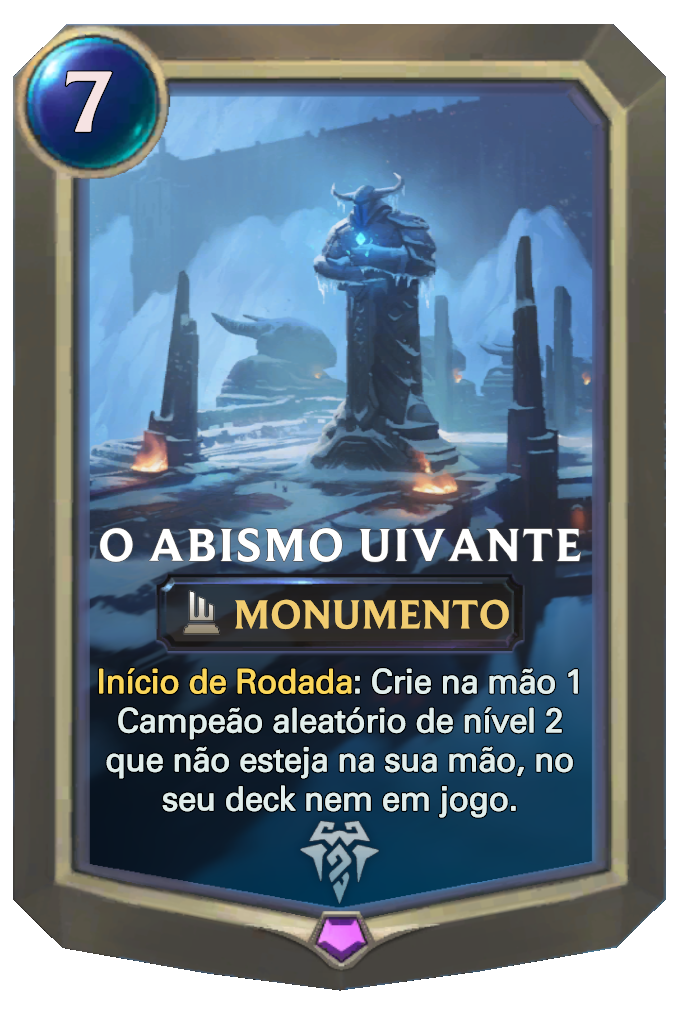 7
O ABISMO UIVANTE
MONUMENTO
Início de Rodada: Crie na mão 1
Campeão aleatório de nível 2
que não esteja na sua mão, no
seu deck nem em jogo.